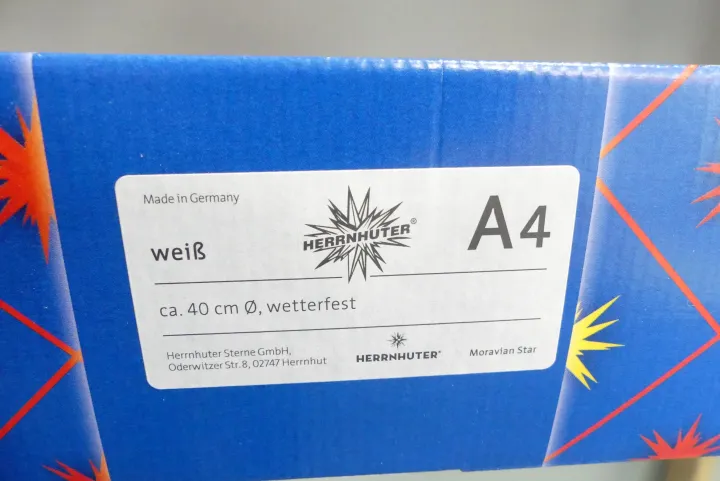 Made in Germany
HERRNHUTER®
A4
weiß
ca. 40 cm Ø, wetterfest
Herrnhuter Sterne GmbH,
Oderwitzer Str. 8, 02747 Herrnhut
HERRNHUTER®
Moravian Star